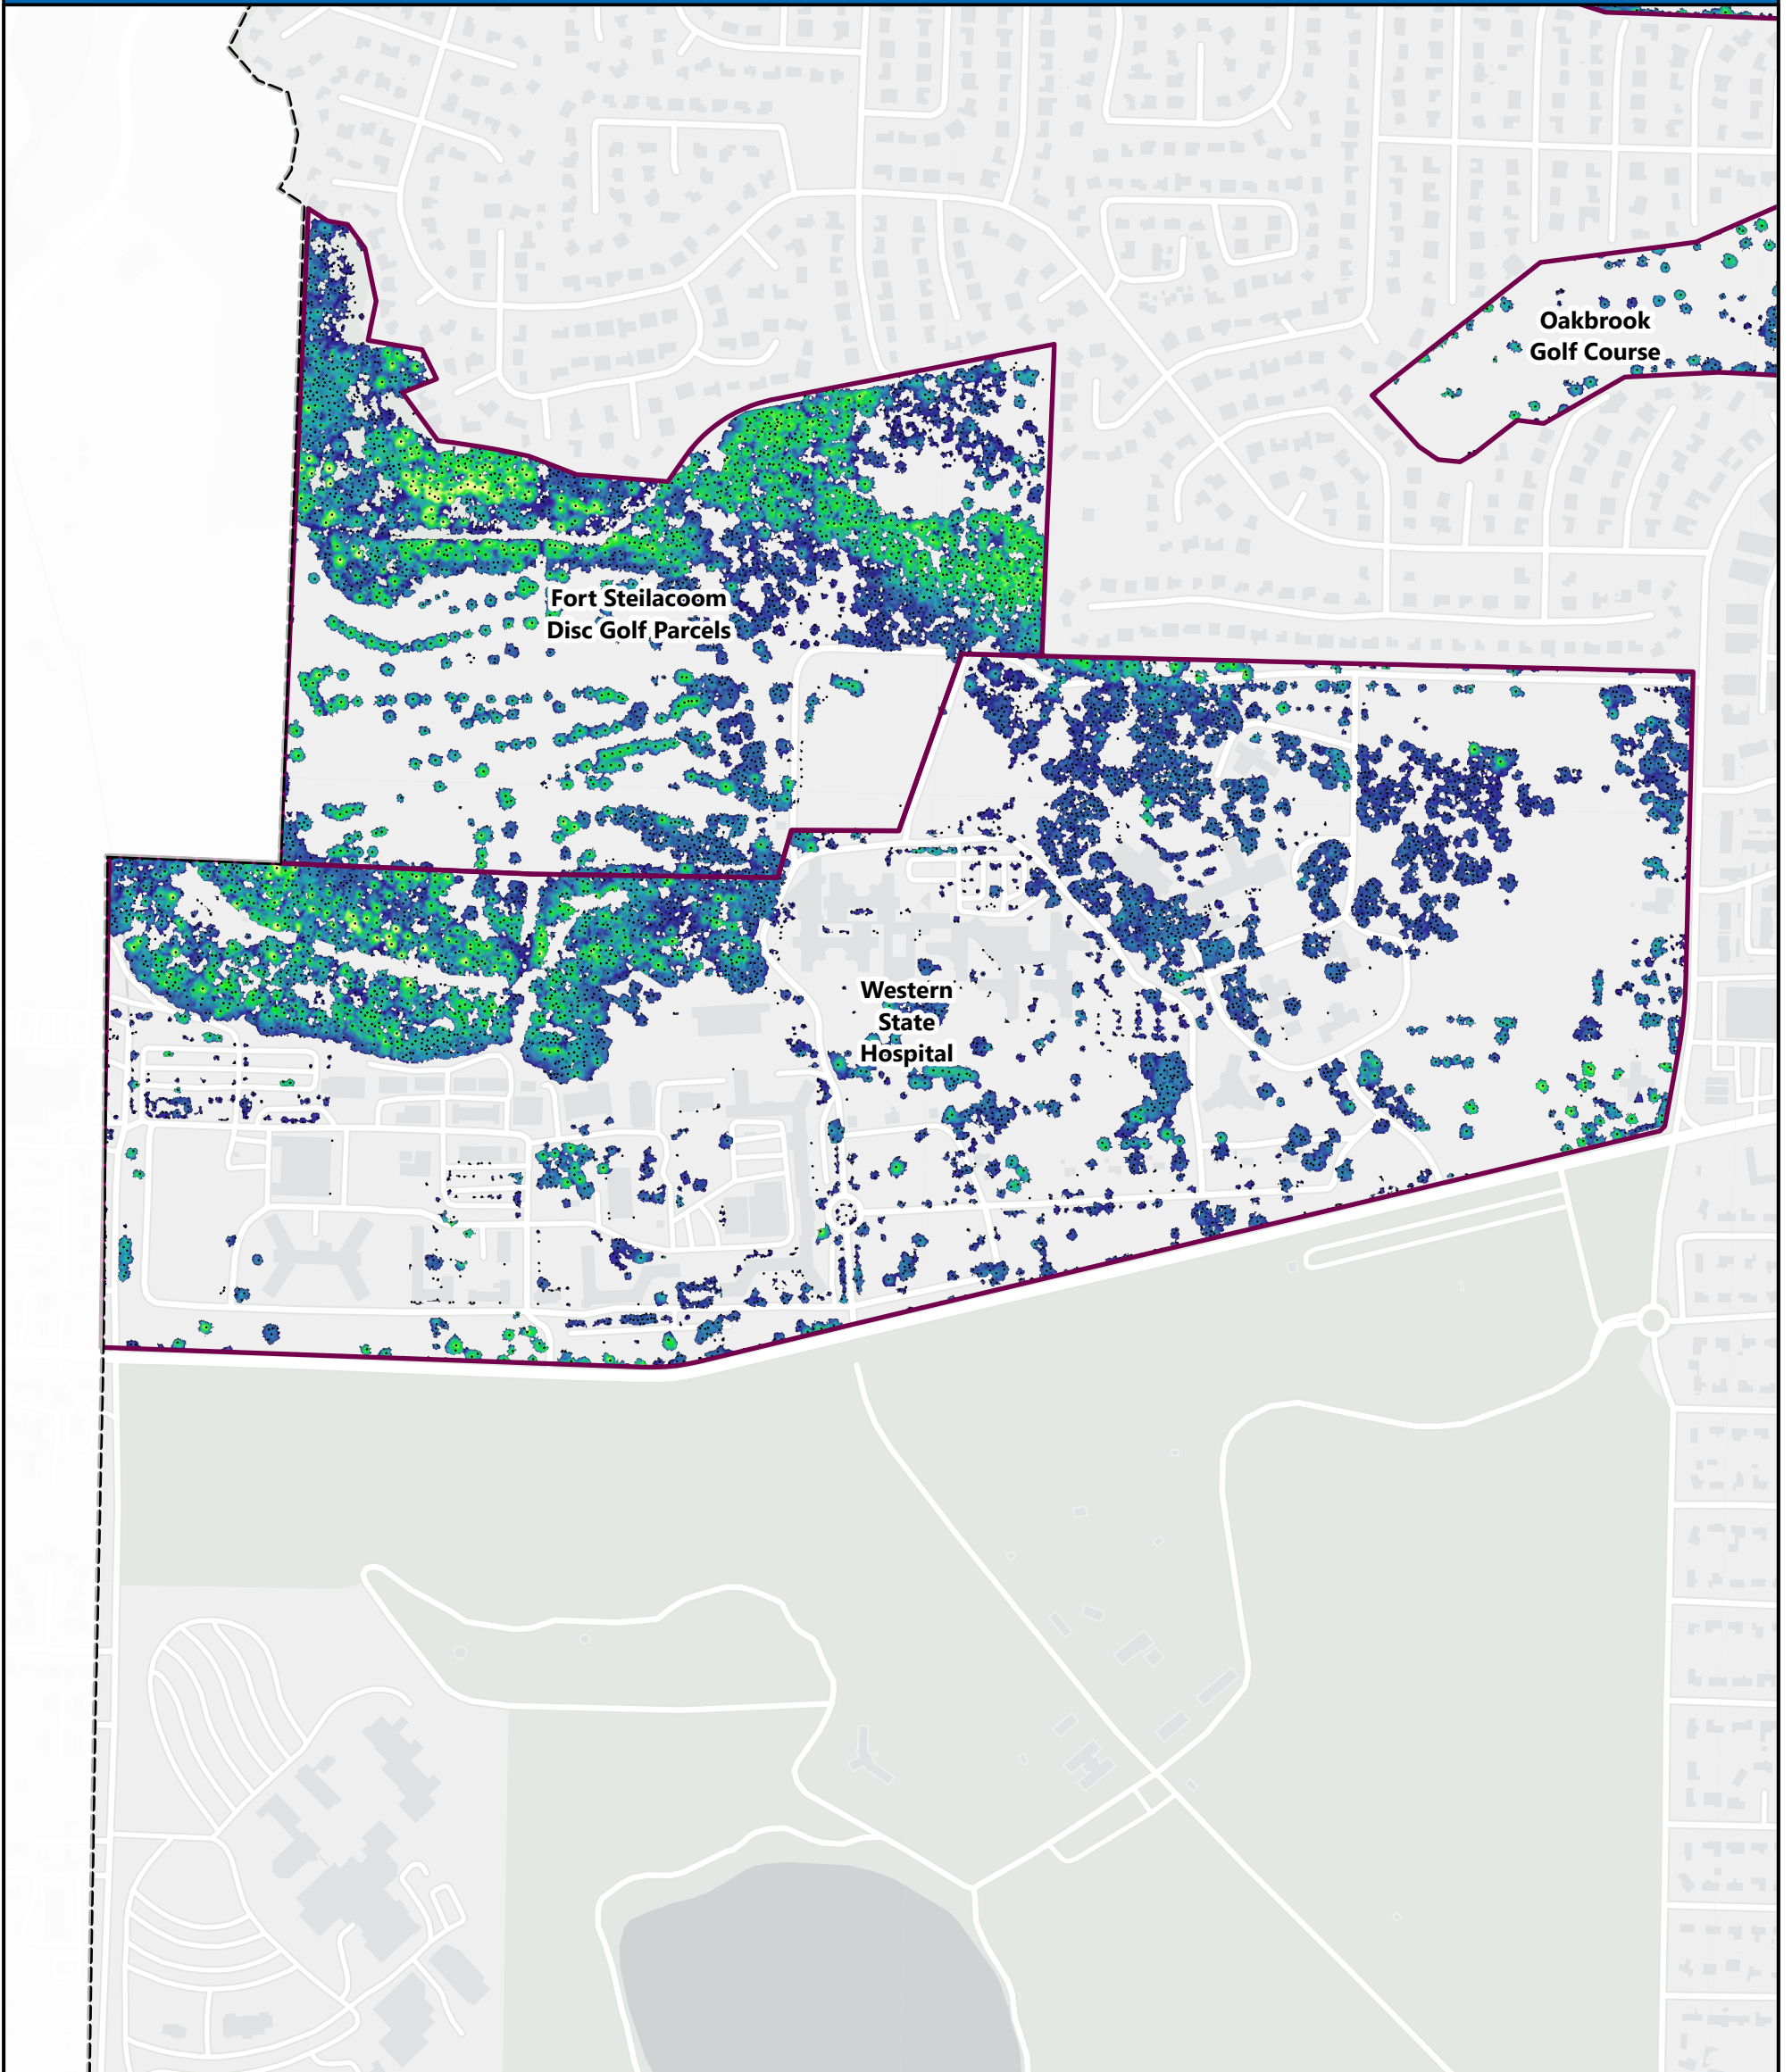 Oakbrook
Golf Course
Fort Steilacoom
Disc Golf Parcels
Western
State
Hospital